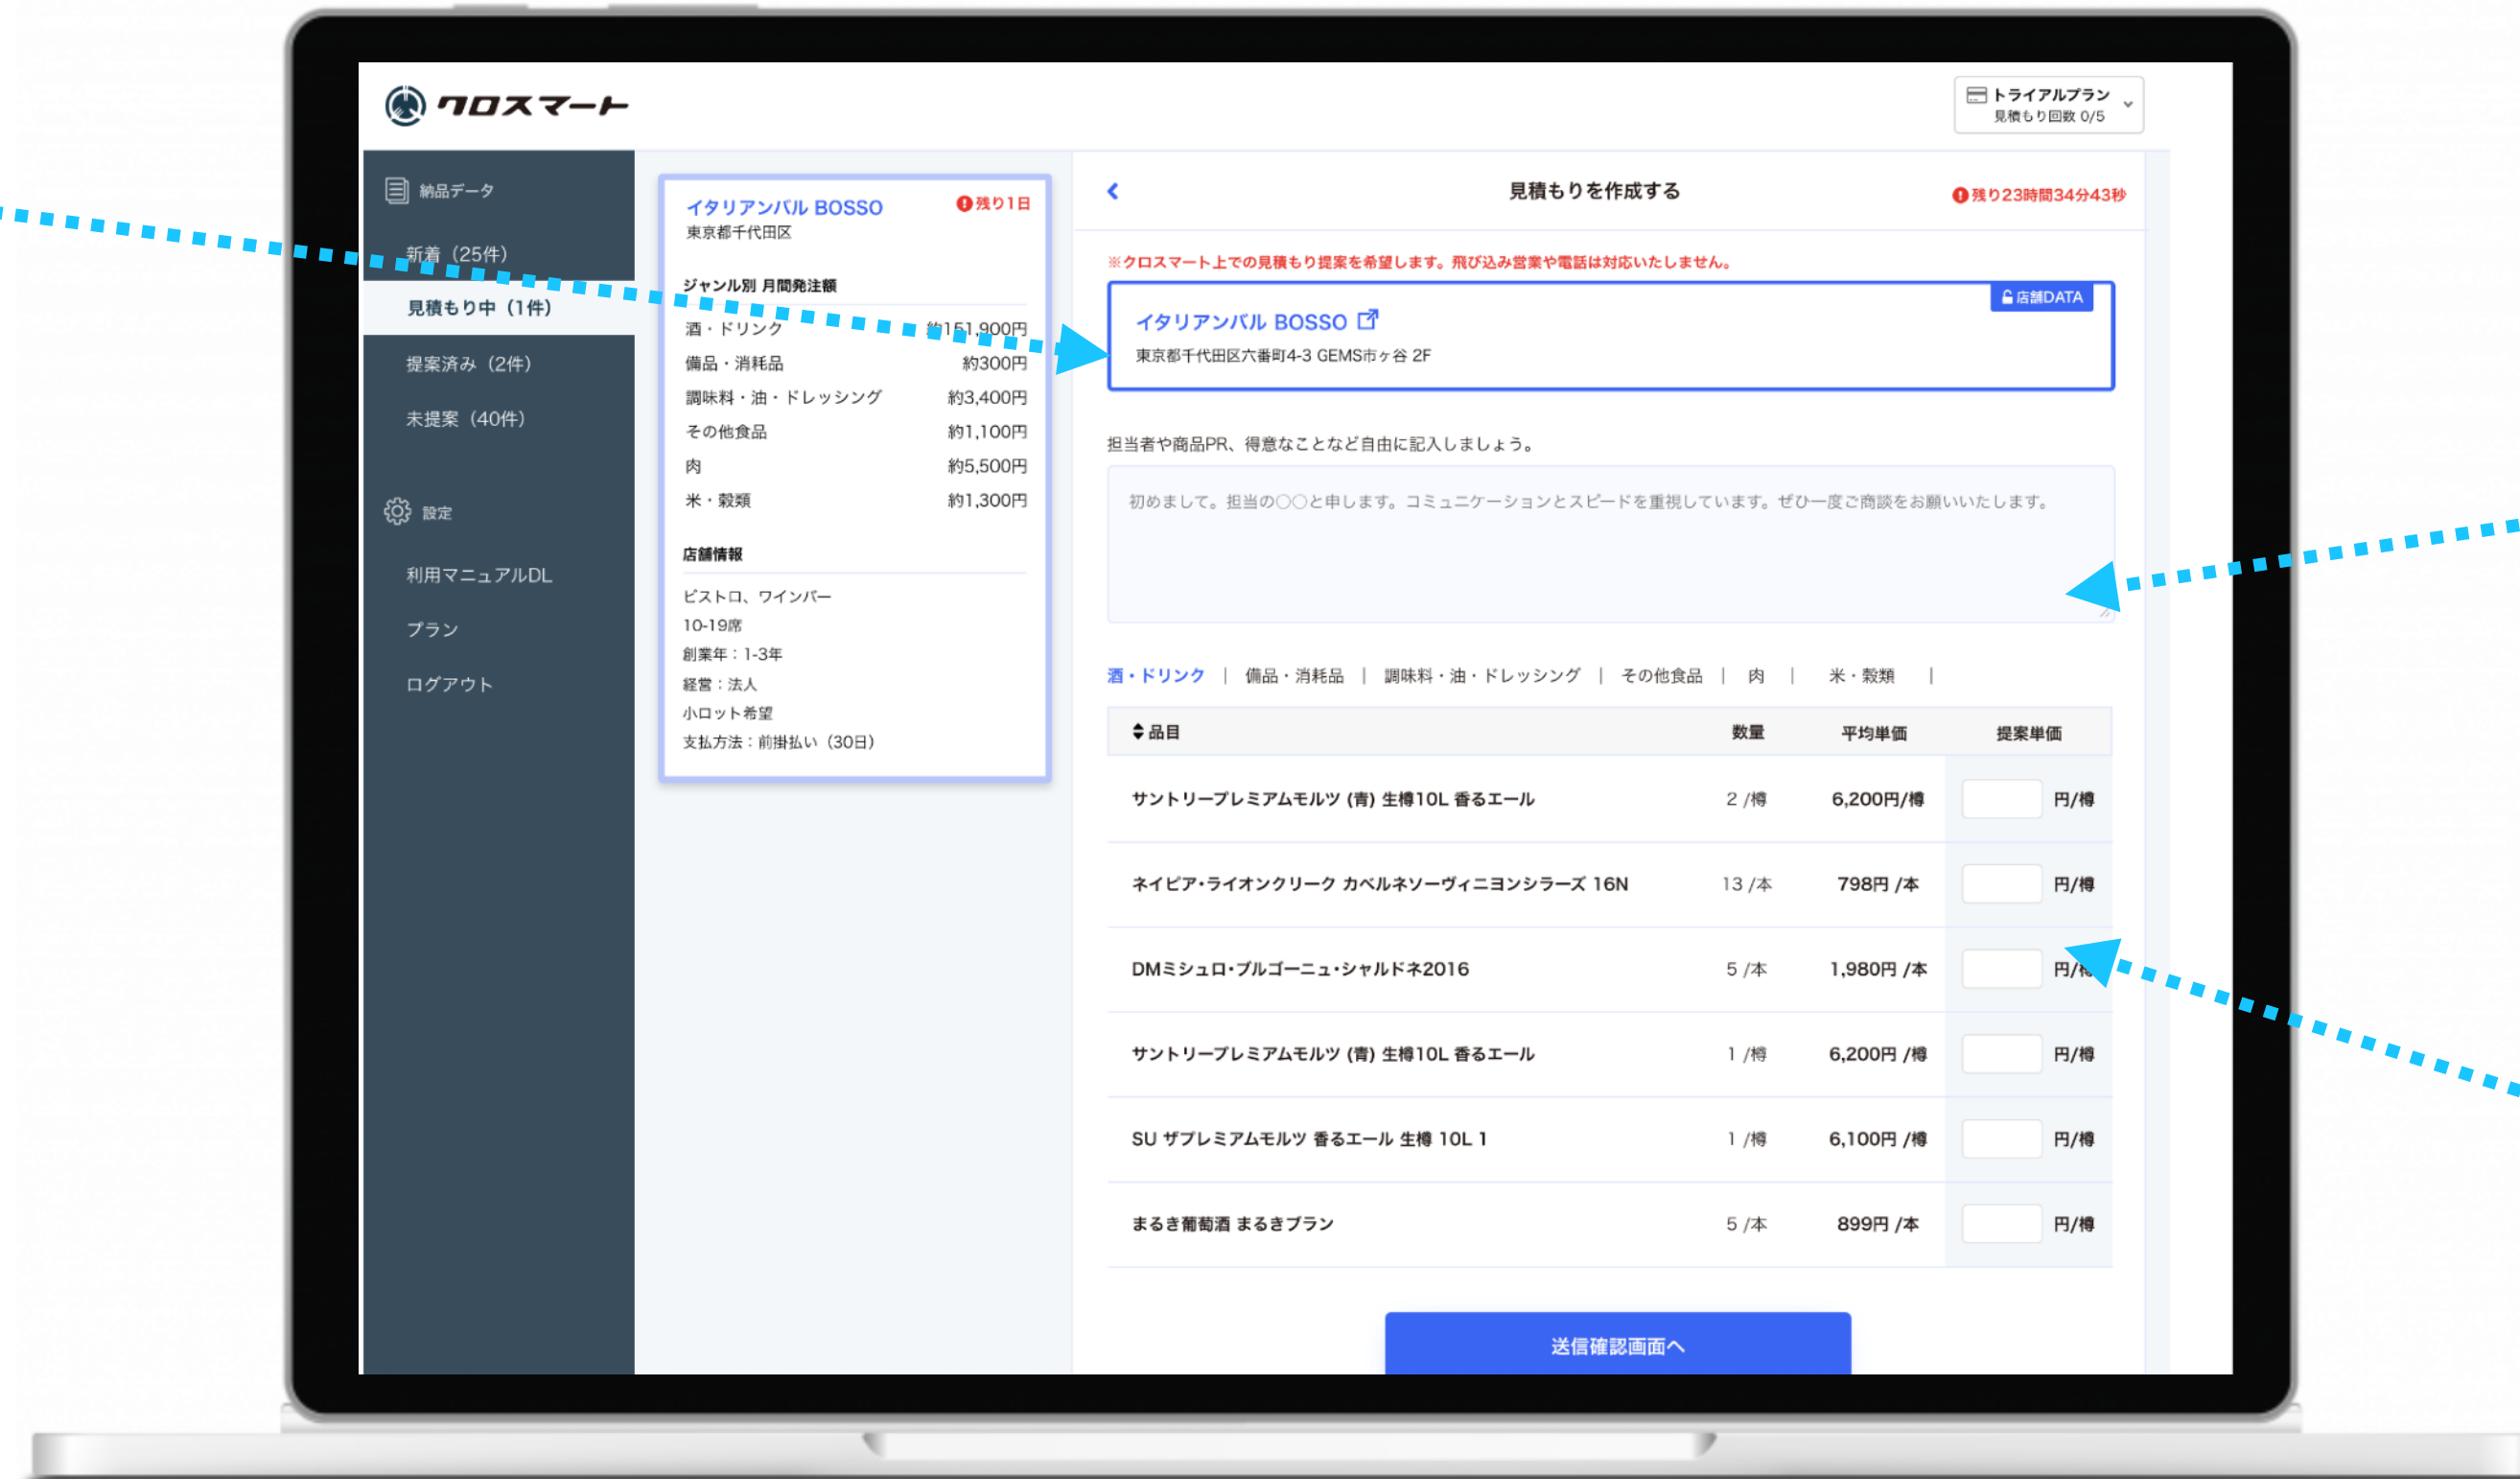 クロスマート
トライアルプラン
見積もり回数 0/5
納品データ
新着（25件）
見積もり中（1件）
提案済み（2件）
未提案（40件）
設定
利用マニュアルDL
プラン
ログアウト
イタリアンバル BOSSO
残り1日
東京都千代田区
ジャンル別 月間発注額
酒・ドリンク 約151,900円
備品・消耗品 約300円
調味料・油・ドレッシング 約3,400円
その他食品 約1,100円
肉 約5,500円
米・穀類 約1,300円
店舗情報
ビストロ、ワインバー
10-19席
創業年：1-3年
経営：法人
小ロット希望
支払方法：前掛払い（30日）
見積もりを作成する
残り23時間34分43秒
※クロスマート上での見積もり提案を希望します。飛び込み営業や電話は対応いたしません。
店舗DATA
イタリアンバル BOSSO
東京都千代田区六番町4-3 GEMS市ヶ谷 2F
担当者や商品PR、得意なことなど自由に記入しましょう。
初めまして。担当の○○と申します。コミュニケーションとスピードを重視しています。ぜひ一度ご商談をお願いいたします。
酒・ドリンク | 備品・消耗品 | 調味料・油・ドレッシング | その他食品 | 肉 | 米・穀類 |
品目 数量 平均単価 提案単価
サントリープレミアムモルツ (青) 生樽10L 香るエール 2 /樽 6,200円/樽 円/樽
ネイピア・ライオンクリーク カベルネソーヴィニヨンシラーズ 16N 13 /本 798円 /本 円/樽
DMミシュロ・ブルゴーニュ・シャルドネ2016 5 /本 1,980円 /本 円/樽
サントリープレミアムモルツ (青) 生樽10L 香るエール 1 /樽 6,200円 /樽 円/樽
SU ザプレミアムモルツ 香るエール 生樽 10L 1 1 /樽 6,100円 /樽 円/樽
まるき葡萄酒 まるきブラン 5 /本 899円 /本 円/樽
送信確認画面へ